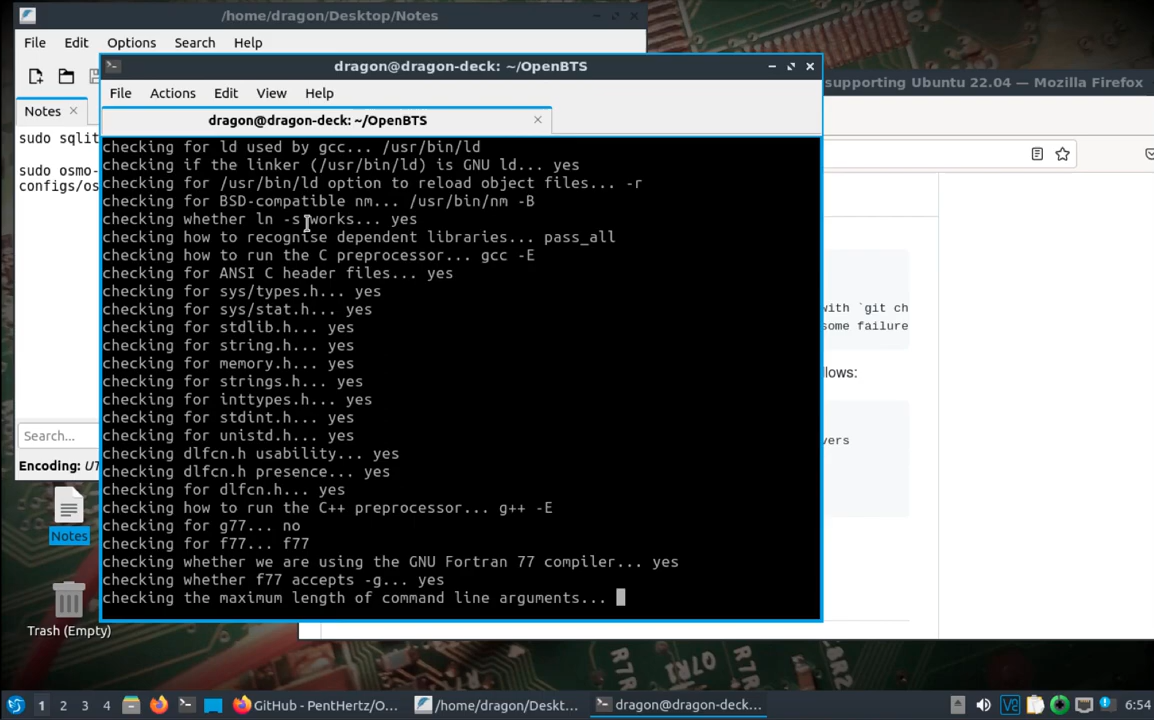 /home/dragon/Desktop/Notes
File Edit Options Search Help
Notes
sudo sqlit
sudo osmo-
configs/os
Search...
Encoding:
dragon@dragon-deck: ~/OpenBTS
File Actions Edit View Help
dragon@dragon-deck: ~/OpenBTS
checking for ld used by gcc... /usr/bin/ld
checking if the linker (/usr/bin/ld) is GNU ld... yes
checking for /usr/bin/ld option to reload object files... -r
checking for BSD-compatible nm... /usr/bin/nm -B
checking whether ln -s works... yes
checking how to recognise dependent libraries... pass_all
checking how to run the C preprocessor... gcc -E
checking for ANSI C header files... yes
checking for sys/types.h... yes
checking for sys/stat.h... yes
checking for stdlib.h... yes
checking for string.h... yes
checking for memory.h... yes
checking for strings.h... yes
checking for inttypes.h... yes
checking for stdint.h... yes
checking for unistd.h... yes
checking dlfcn.h usability... yes
checking dlfcn.h presence... yes
checking for dlfcn.h... yes
checking how to run the C++ preprocessor... g++ -E
checking for g77... no
checking for f77... f77
checking whether we are using the GNU Fortran 77 compiler... yes
checking whether f77 accepts -g... yes
checking the maximum length of command line arguments...
supporting Ubuntu 22.04 — Mozilla Firefox
with `git ch
some failure
llows:
vers
Notes
Trash (Empty)
R7R
R71
1 2 3 4 GitHub - PentHertz/O... /home/dragon/Deskt... dragon@dragon-deck... 6:54